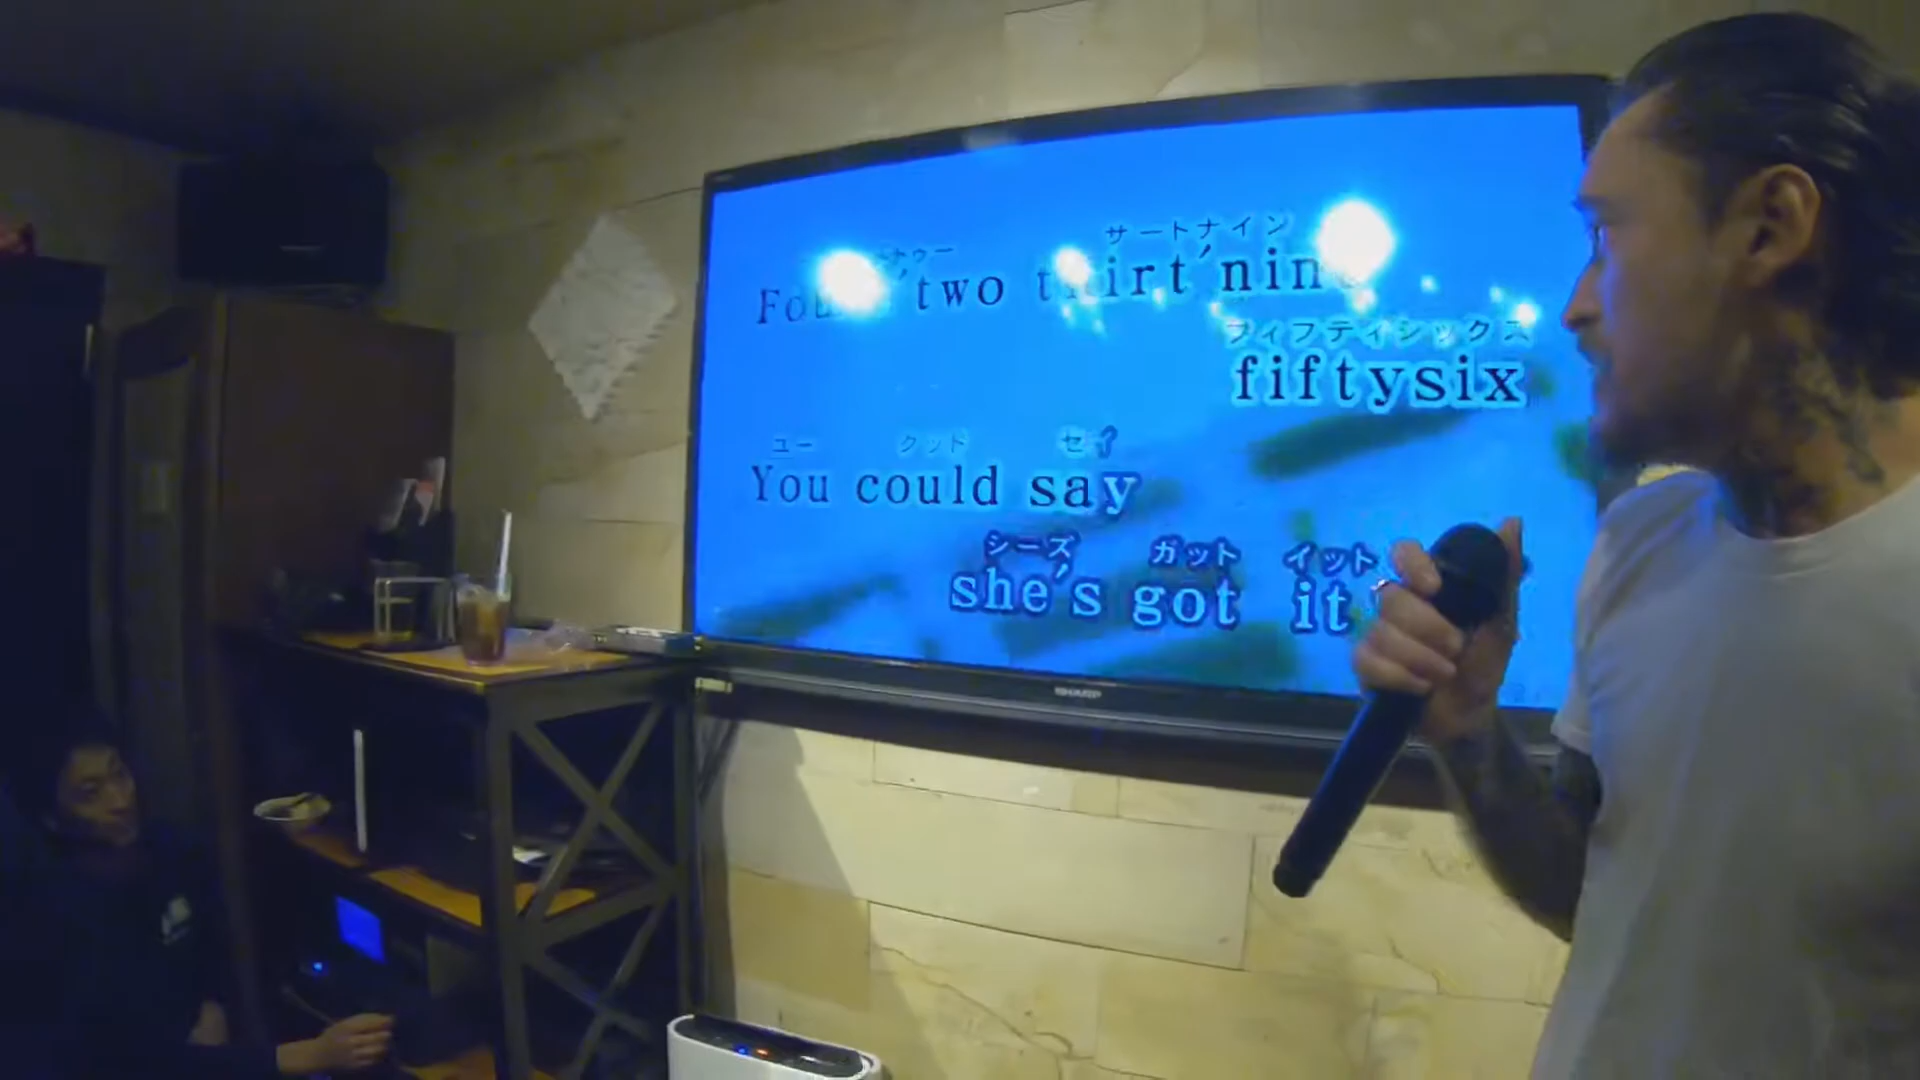 サートナイン
two
フィフティシックス
fiftysix
ユー クッド セイ
You could say
シーズ ガット イット
she's got it
SHARP